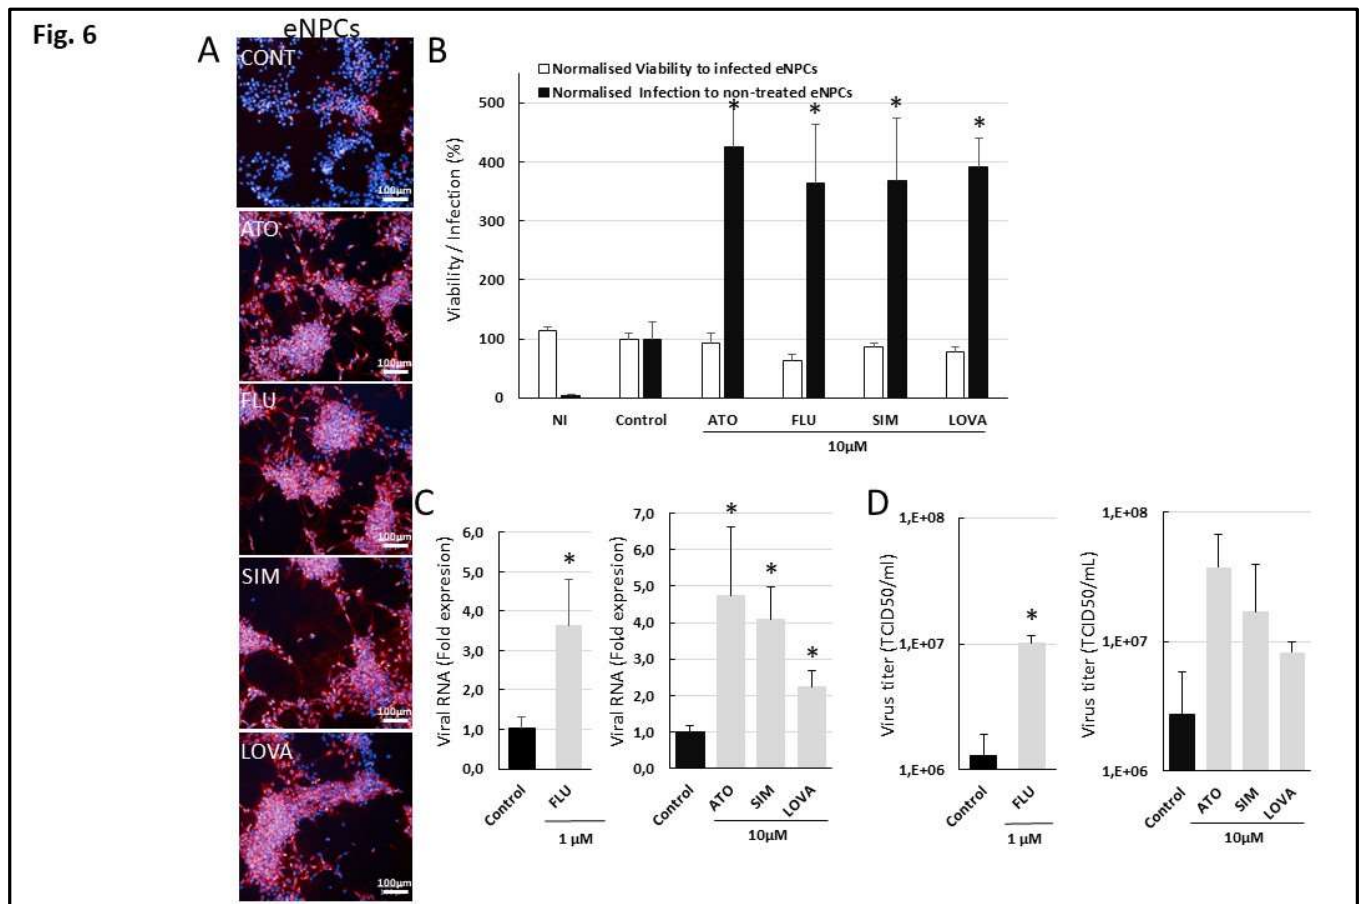 Fig. 6
eNPCs
A
CONT
100µm
ATO
100µm
FLU
100µm
SIM
100µm
LOVA
100µm
B
Normalised Viability to infected eNPCs
Normalised Infection to non-treated eNPCs
Viability / Infection (%)
500
400
300
200
100
0
* * * *
NI Control ATO FLU SIM LOVA
10µM
C
Viral RNA (Fold expresion)
6,0
5,0
4,0
3,0
2,0
1,0
0,0
*
Control FLU
1 µM
Viral RNA (Fold expresion)
7,0
6,0
5,0
4,0
3,0
2,0
1,0
0,0
* * *
Control ATO SIM LOVA
10µM
D
Virus titer (TCID50/ml)
1,E+08
1,E+07
1,E+06
*
Control FLU
1 µM
Virus titer (TCID50/mL)
1,E+08
1,E+07
1,E+06
Control ATO SIM LOVA
10µM